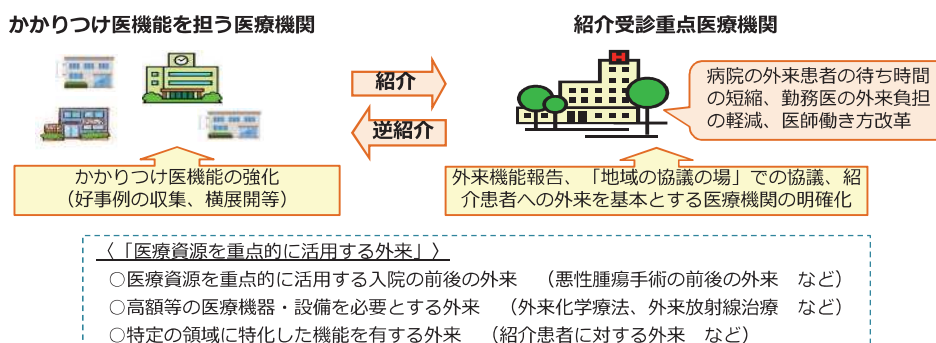 かかりつけ医機能を担う医療機関
紹介受診重点医療機関
紹介
逆紹介
病院の外来患者の待ち時間
の短縮、勤務医の外来負担
の軽減、医師働き方改革
かかりつけ医機能の強化
（好事例の収集、横展開等）
外来機能報告、「地域の協議の場」での協議、紹
介患者への外来を基本とする医療機関の明確化
〈「医療資源を重点的に活用する外来」〉
○医療資源を重点的に活用する入院の前後の外来　（悪性腫瘍手術の前後の外来　など）
○高額等の医療機器・設備を必要とする外来　（外来化学療法、外来放射線治療　など）
○特定の領域に特化した機能を有する外来　（紹介患者に対する外来　など）
H